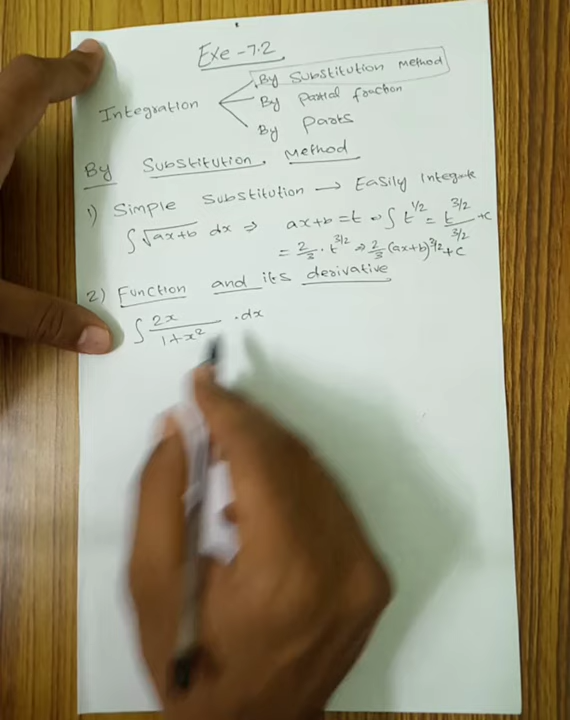 Exe - 7.2
By Substitution Method
Integration
By Partial fraction
By Parts
By Substitution Method
1) Simple Substitution → Easily Integrate
∫√(ax+b) dx ⇒ ax+b = t ⇒ ∫ t^1/2 = t^3/2 / 3/2 + c
= 2/3 . t^3/2 ⇒ 2/3 (ax+b)^3/2 + c
2) Function and its derivative
∫ 2x / 1+x² . dx